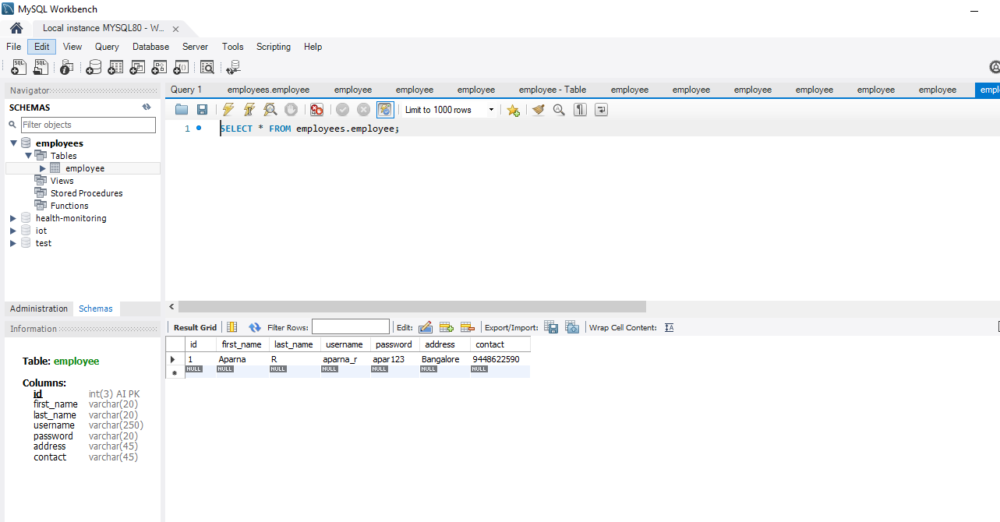 MySQL Workbench
Local instance MYSQL80 - W... ×
File Edit View Query Database Server Tools Scripting Help
Navigator
SCHEMAS
Filter objects
employees
Tables
employee
Views
Stored Procedures
Functions
health-monitoring
iot
test
Administration Schemas
Information
Table: employee
Columns:
id int(3) AI PK
first_name varchar(20)
last_name varchar(20)
username varchar(250)
password varchar(20)
address varchar(45)
contact varchar(45)
Query 1 employees.employee employee employee employee employee - Table employee employee employee employee employee employee empl
Limit to 1000 rows
1 SELECT * FROM employees.employee;
Result Grid Filter Rows: Edit: Export/Import: Wrap Cell Content:
id first_name last_name username password address contact
1 Aparna R aparna_r apar123 Bangalore 9448622590
NULL NULL NULL NULL NULL NULL NULL